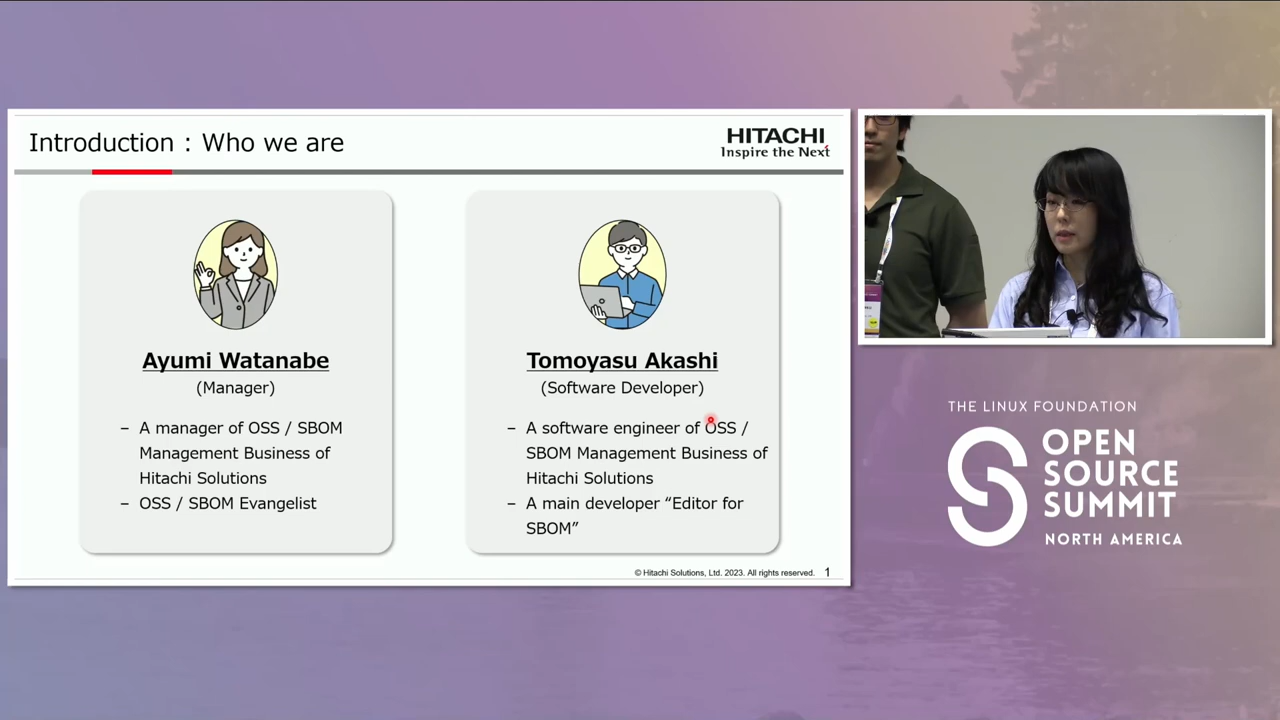 Introduction : Who we are
HITACHI
Inspire the Next
Ayumi Watanabe
(Manager)
– A manager of OSS / SBOM
Management Business of
Hitachi Solutions
– OSS / SBOM Evangelist
Tomoyasu Akashi
(Software Developer)
– A software engineer of OSS /
SBOM Management Business of
Hitachi Solutions
– A main developer “Editor for
SBOM”
© Hitachi Solutions, Ltd. 2023. All rights reserved. 1
THE LINUX FOUNDATION
OPEN
SOURCE
SUMMIT
NORTH AMERICA